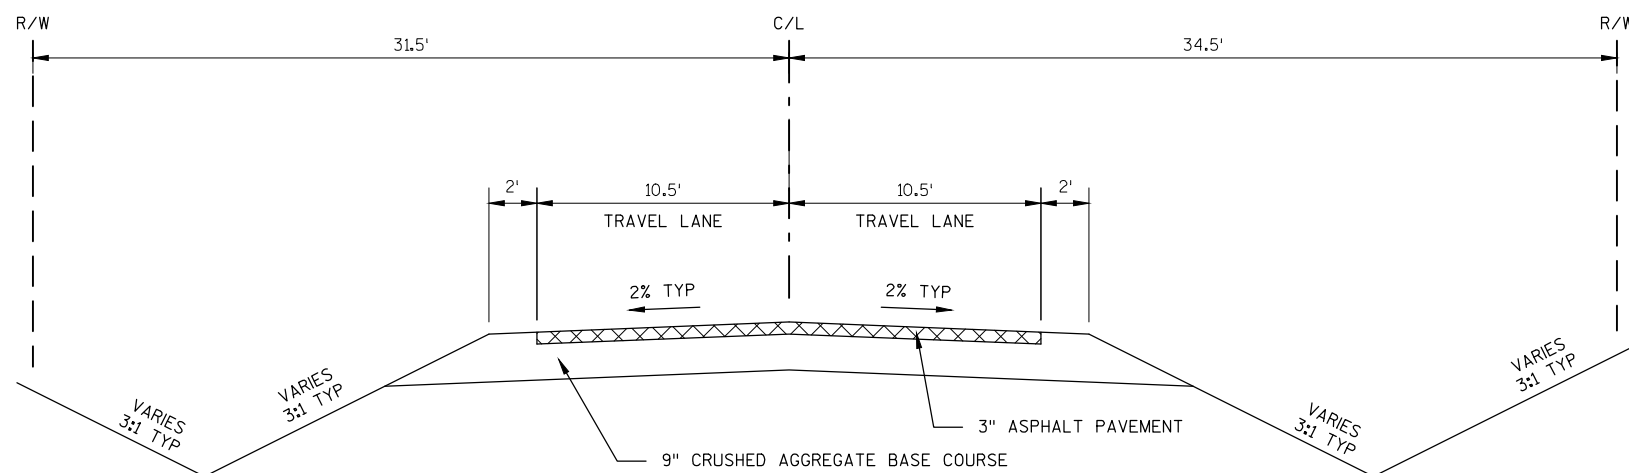 R/W
C/L
R/W
31.5'
34.5'
2'
10.5'
10.5'
2'
TRAVEL LANE
TRAVEL LANE
2% TYP
2% TYP
VARIES
3:1 TYP
VARIES
3:1 TYP
VARIES
3:1 TYP
VARIES
3:1 TYP
3" ASPHALT PAVEMENT
9" CRUSHED AGGREGATE BASE COURSE